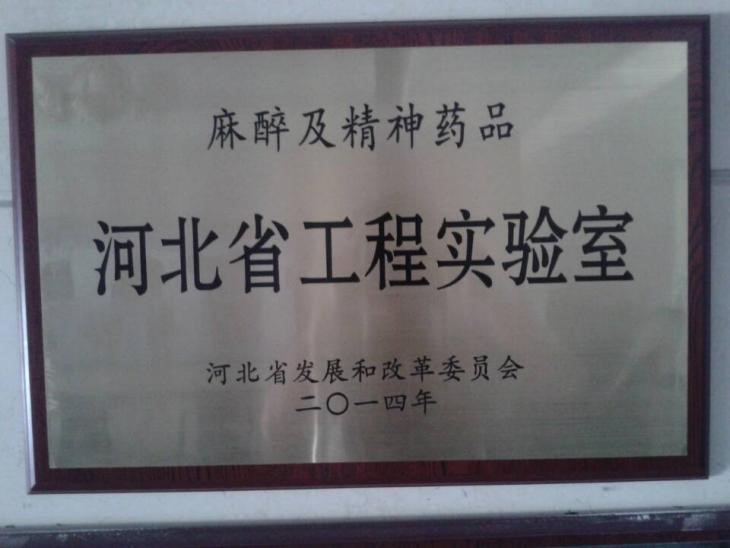 麻醉及精神药品
河北省工程实验室
河北省发展和改革委员会
二〇一四年